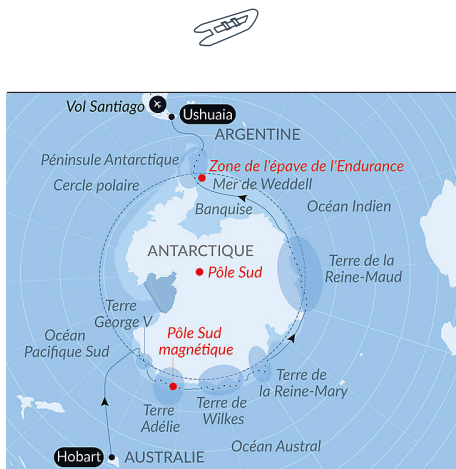 Vol Santiago
Ushuaia
ARGENTINE
Péninsule Antarctique
Zone de l'épave de l'Endurance
Cercle polaire
Mer de Weddell
Banquise
Océan Indien
ANTARCTIQUE
Terre de la
Reine-Maud
Pôle Sud
Terre
George V
Océan
Pacifique Sud
Pôle Sud
magnétique
Terre de
la Reine-Mary
Terre
Adélie
Terre de
Wilkes
Océan Austral
Hobart
AUSTRALIE